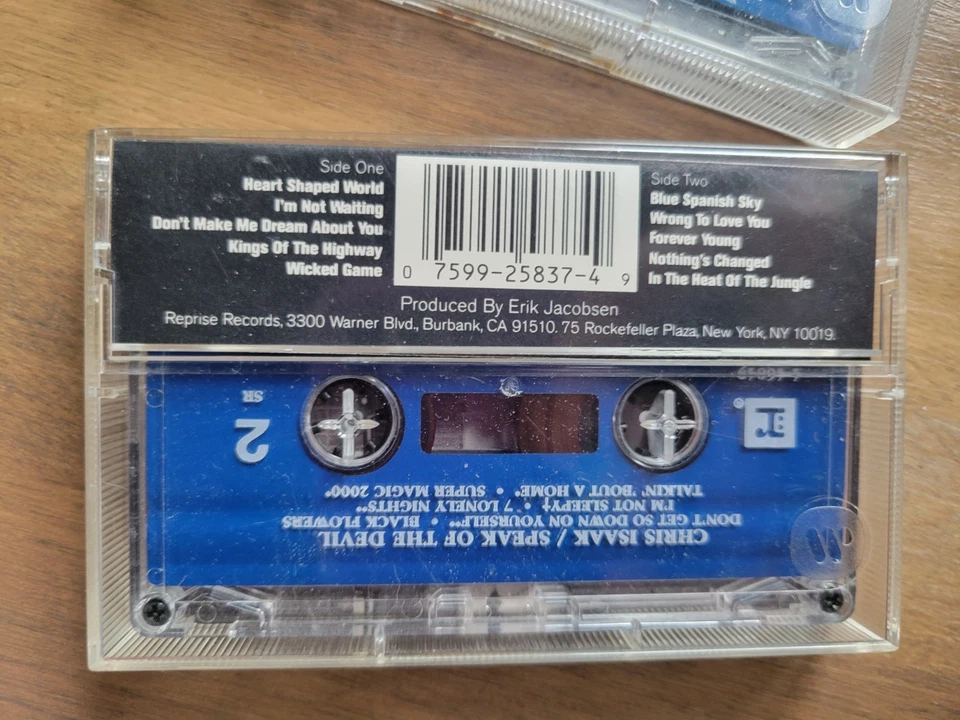 Side One
Heart Shaped World
I'm Not Waiting
Don't Make Me Dream About You
Kings Of The Highway
Wicked Game
0 7599-25837-4 9
Side Two
Blue Spanish Sky
Wrong To Love You
Forever Young
Nothing's Changed
In The Heat Of The Jungle
Produced By Erik Jacobsen
Reprise Records, 3300 Warner Blvd., Burbank, CA 91510. 75 Rockefeller Plaza, New York, NY 10019.
CHRIS ISAAK / SPEAK OF THE DEVIL
DON'T GET SO DOWN ON YOURSELF** • BLACK FLOWERS
I'M NOT SLEEPY† • 7 LONELY NIGHTS**
TALKIN' 'BOUT A HOME* • SUPER MAGIC 2000*
2
SR